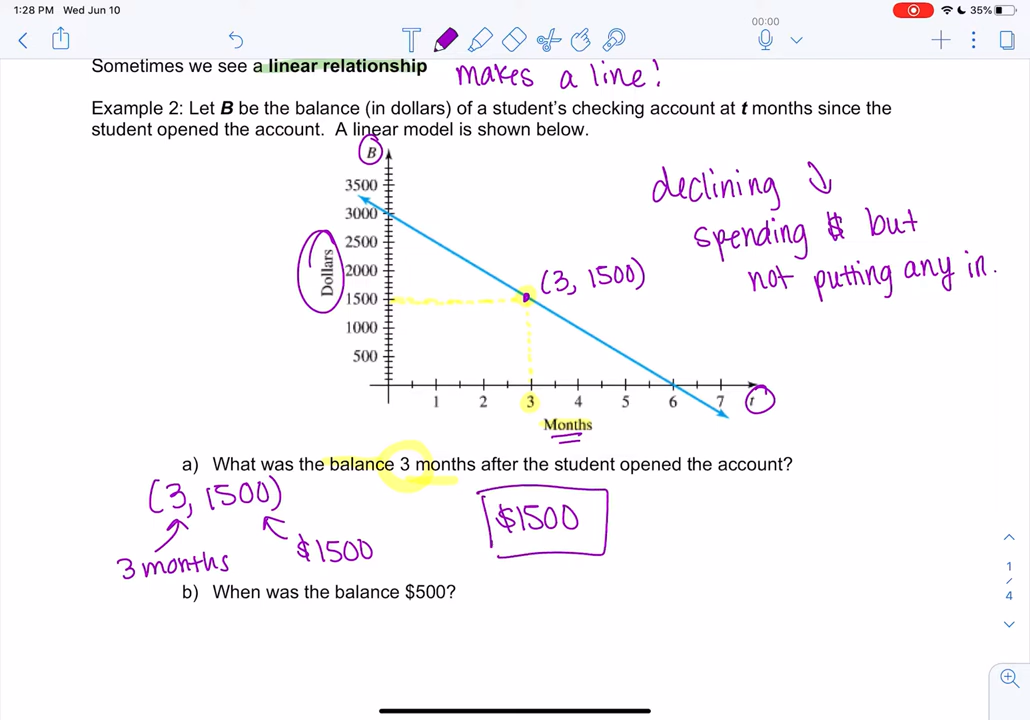 1:28 PM Wed Jun 10
35%
00:00
T
Sometimes we see a linear relationship makes a line!
Example 2: Let B be the balance (in dollars) of a student's checking account at t months since the
student opened the account. A linear model is shown below.
B
3500
3000
2500
2000
1500
1000
500
Dollars
declining ↓
spending $ but
not putting any in.
(3, 1500)
1 2 3 4 5 6 7 t
Months
a) What was the balance 3 months after the student opened the account?
(3, 1500)
$1500
3 months
$1500
b) When was the balance $500?
1
/
4